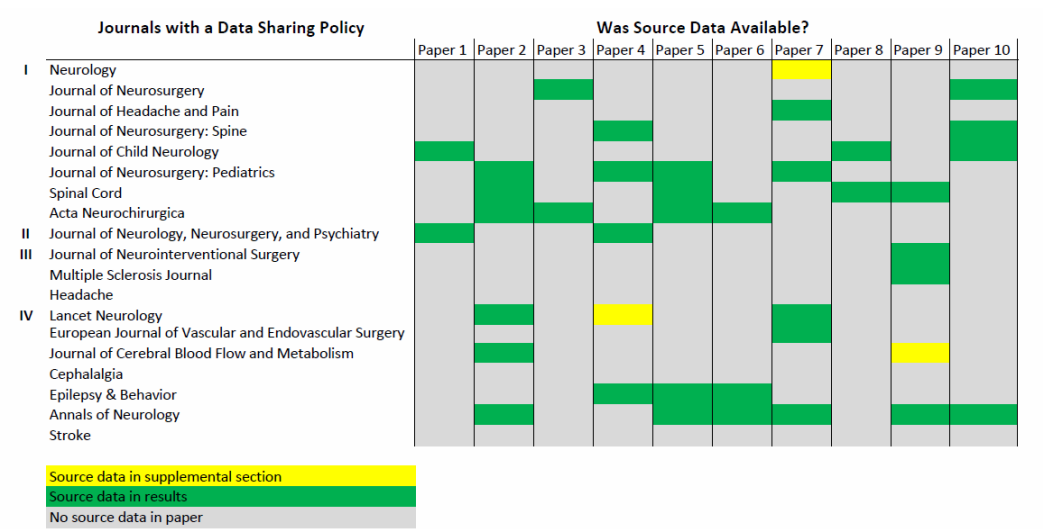 Journals with a Data Sharing Policy Was Source Data Available?
Paper 1 Paper 2 Paper 3 Paper 4 Paper 5 Paper 6 Paper 7 Paper 8 Paper 9 Paper 10
I Neurology
Journal of Neurosurgery
Journal of Headache and Pain
Journal of Neurosurgery: Spine
Journal of Child Neurology
Journal of Neurosurgery: Pediatrics
Spinal Cord
Acta Neurochirurgica
II Journal of Neurology, Neurosurgery, and Psychiatry
III Journal of Neurointerventional Surgery
Multiple Sclerosis Journal
Headache
IV Lancet Neurology
European Journal of Vascular and Endovascular Surgery
Journal of Cerebral Blood Flow and Metabolism
Cephalalgia
Epilepsy & Behavior
Annals of Neurology
Stroke
Source data in supplemental section
Source data in results
No source data in paper